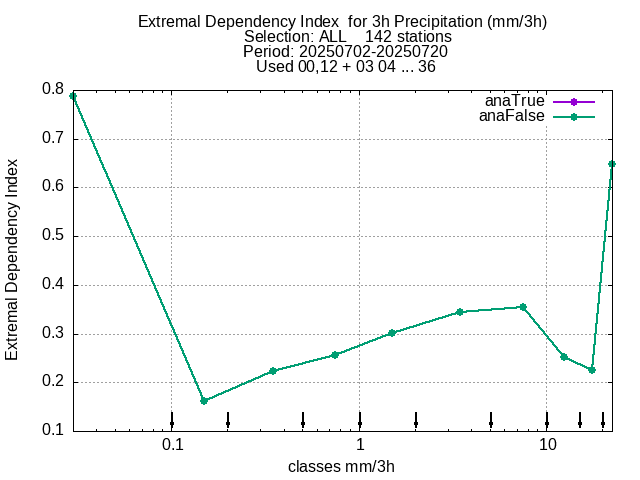 Extremal Dependency Index  for 3h Precipitation (mm/3h)
Selection: ALL    142 stations
Period: 20250702-20250720
Used 00,12 + 03 04 ... 36
anaTrue
anaFalse
0.8
0.7
0.6
0.5
0.4
0.3
0.2
0.1
Extremal Dependency Index
0.1 1 10
classes mm/3h